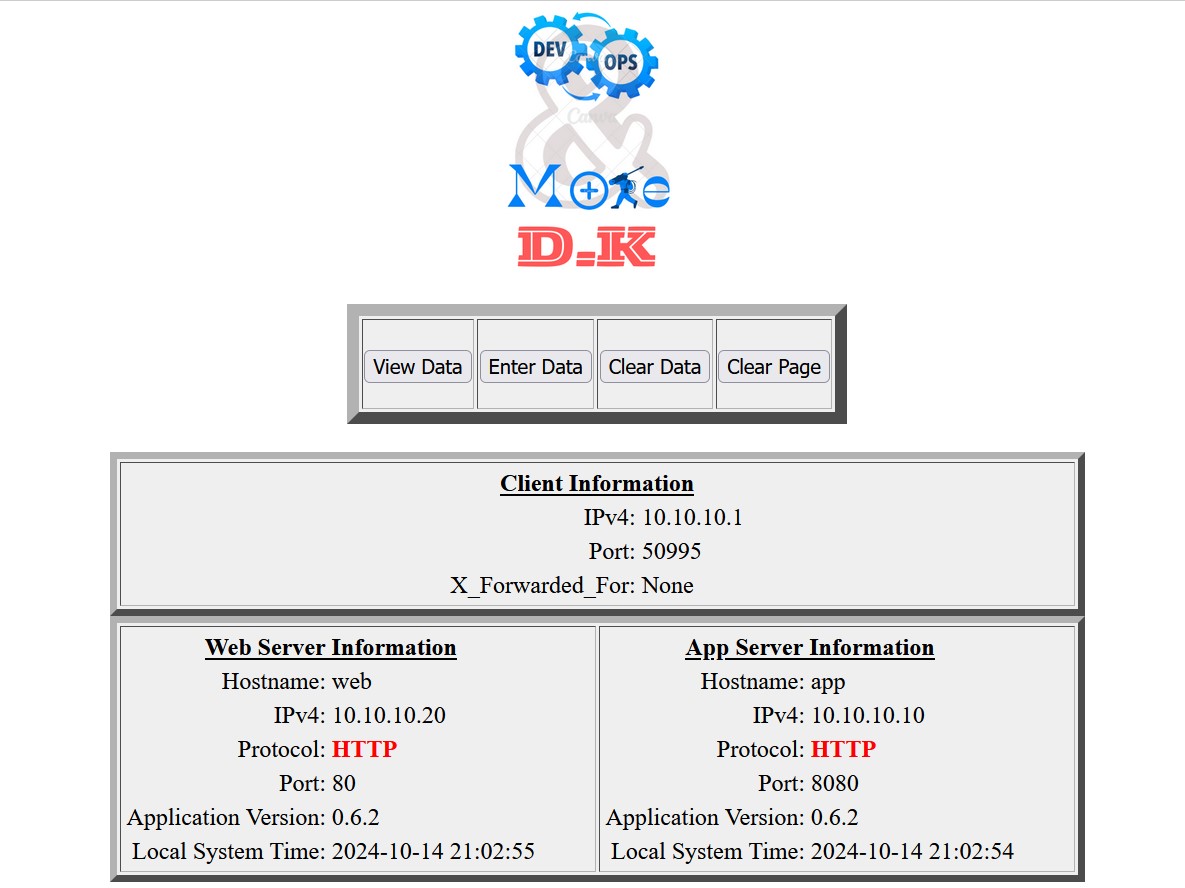 DEV
OPS
&
Canva
More
D.K
View Data Enter Data Clear Data Clear Page
Client Information
IPv4: 10.10.10.1
Port: 50995
X_Forwarded_For: None
Web Server Information
Hostname: web
IPv4: 10.10.10.20
Protocol: HTTP
Port: 80
Application Version: 0.6.2
Local System Time: 2024-10-14 21:02:55
App Server Information
Hostname: app
IPv4: 10.10.10.10
Protocol: HTTP
Port: 8080
Application Version: 0.6.2
Local System Time: 2024-10-14 21:02:54